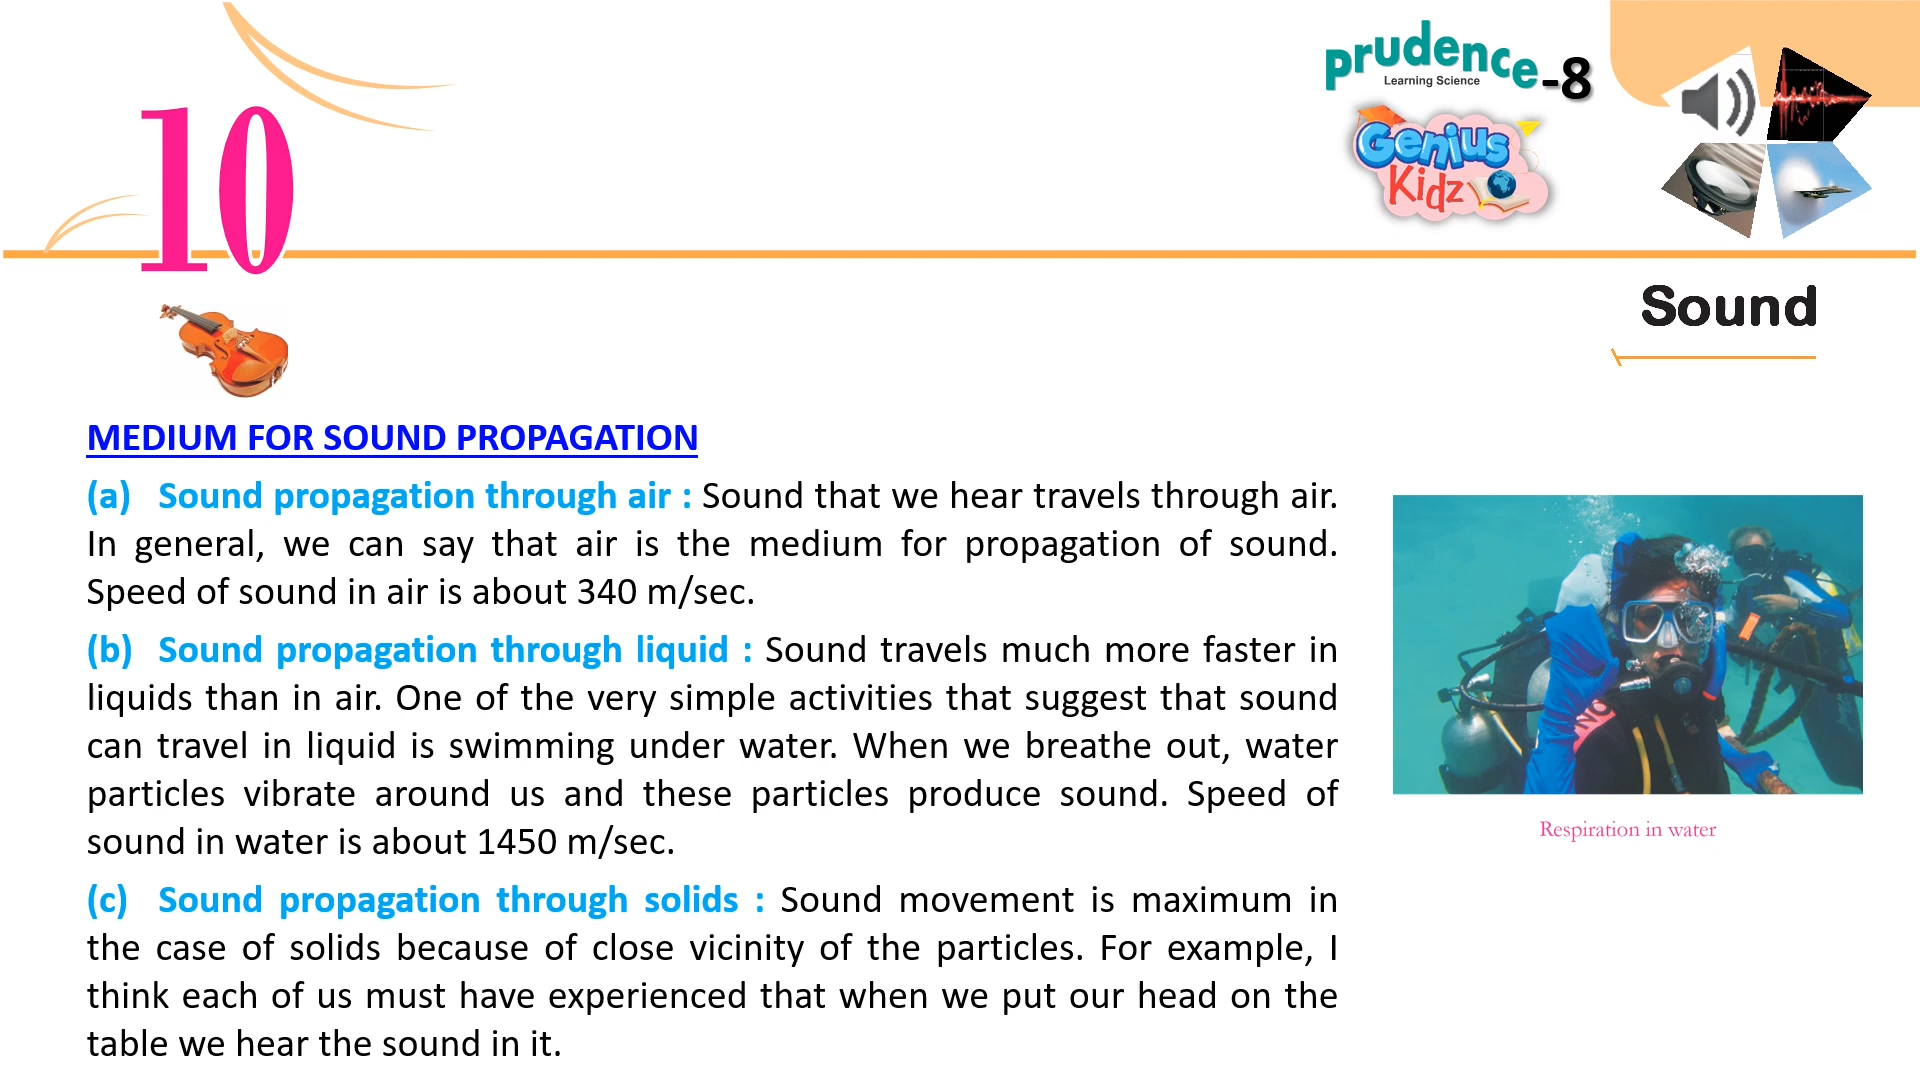 prudence-8
Learning Science
Genius
Kidz
10
Sound
MEDIUM FOR SOUND PROPAGATION
(a) Sound propagation through air : Sound that we hear travels through air.
In general, we can say that air is the medium for propagation of sound.
Speed of sound in air is about 340 m/sec.
(b) Sound propagation through liquid : Sound travels much more faster in
liquids than in air. One of the very simple activities that suggest that sound
can travel in liquid is swimming under water. When we breathe out, water
particles vibrate around us and these particles produce sound. Speed of
sound in water is about 1450 m/sec.
(c) Sound propagation through solids : Sound movement is maximum in
the case of solids because of close vicinity of the particles. For example, I
think each of us must have experienced that when we put our head on the
table we hear the sound in it.
Respiration in water